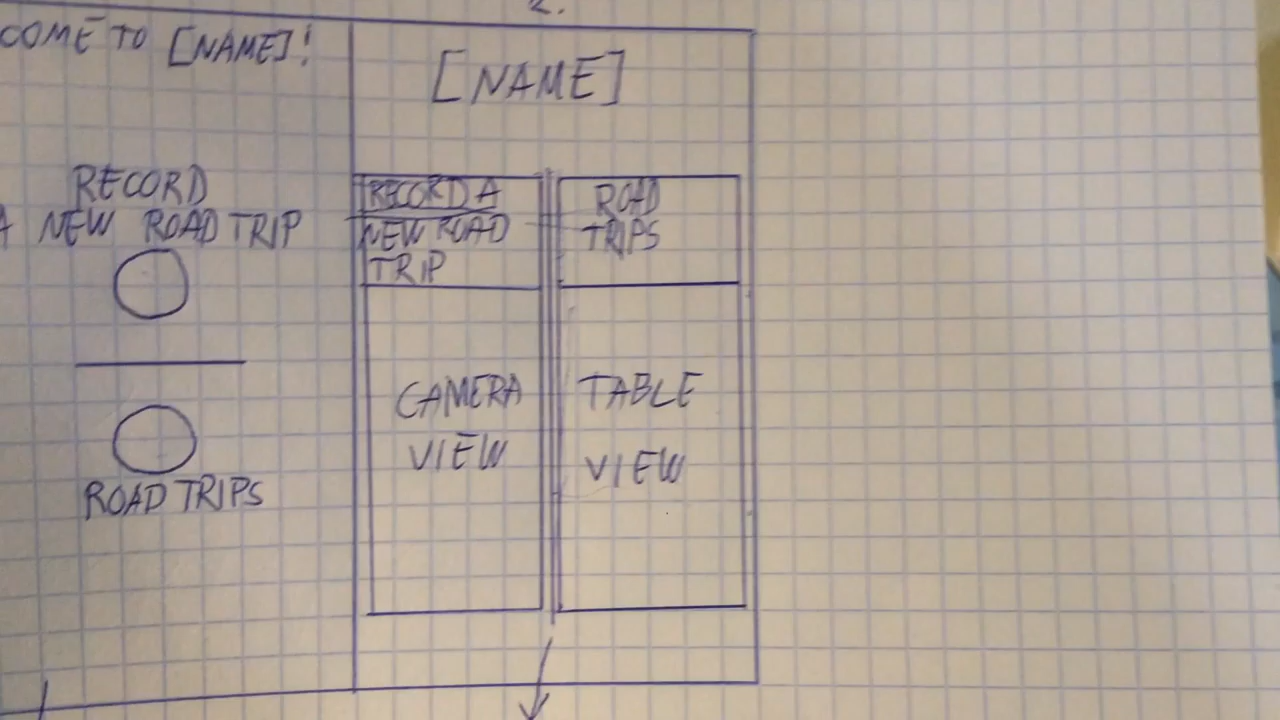 2.
COME TO [NAME]!
[NAME]
RECORD
A NEW ROAD TRIP
ROAD TRIPS
RECORD A
NEW ROAD
TRIP
CAMERA
VIEW
ROAD
TRIPS
TABLE
VIEW